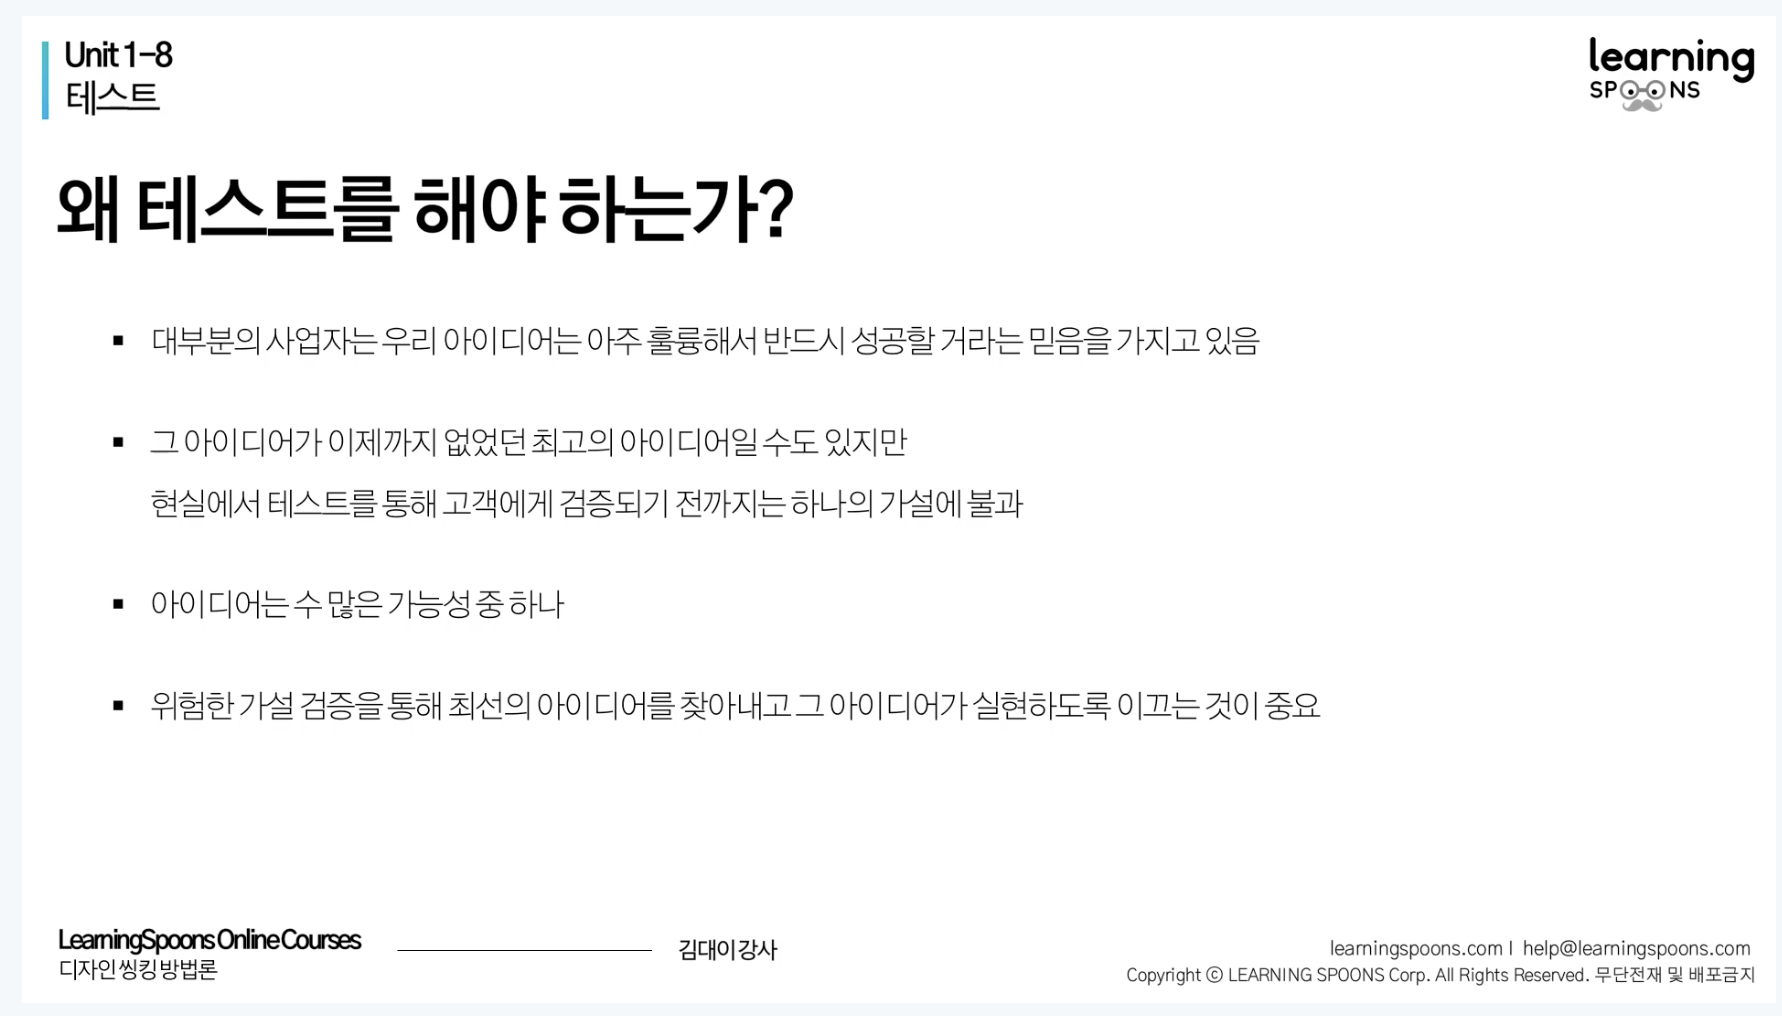 Unit 1-8
테스트
learning
SPOONS
왜 테스트를 해야 하는가?
▪ 대부분의 사업자는 우리 아이디어는 아주 훌륭해서 반드시 성공할 거라는 믿음을 가지고 있음
▪ 그 아이디어가 이제까지 없었던 최고의 아이디어일 수도 있지만
현실에서 테스트를 통해 고객에게 검증되기 전까지는 하나의 가설에 불과
▪ 아이디어는 수 많은 가능성 중 하나
▪ 위험한 가설 검증을 통해 최선의 아이디어를 찾아내고 그 아이디어가 실현하도록 이끄는 것이 중요
LearningSpoons Online Courses
디자인 씽킹 방법론
김대이 강사
learningspoons.com I help@learningspoons.com
Copyright ⓒ LEARNING SPOONS Corp. All Rights Reserved. 무단전재 및 배포금지